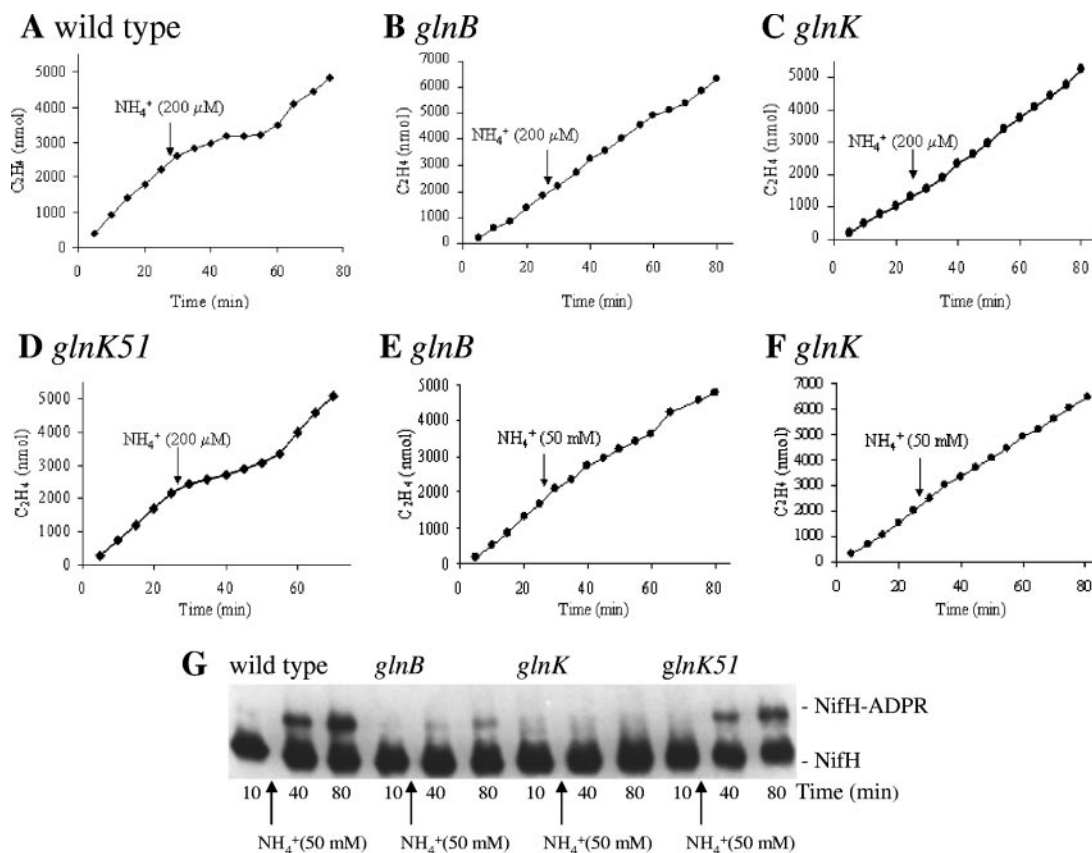 A wild type
B glnB
C glnK
C₂H₄ (nmol)
5000
4000
3000
2000
1000
0
NH₄⁺ (200 μM)
0 20 40 60 80
Time (min)
C₂H₄ (nmol)
7000
6000
5000
4000
3000
2000
1000
0
NH₄⁺ (200 μM)
0 20 40 60 80
Time (min)
C₂H₄ (nmol)
5000
4000
3000
2000
1000
0
NH₄⁺ (200 μM)
0 10 20 30 40 50 60 70 80
Time (min)
D glnK51
E glnB
F glnK
C₂H₄ (nmol)
5000
4000
3000
2000
1000
0
NH₄⁺ (200 μM)
0 20 40 60 80
Time (min)
C₂H₄ (nmol)
5000
4000
3000
2000
1000
0
NH₄⁺ (50 mM)
0 20 40 60 80
Time (min)
C₂H₄ (nmol)
7000
6000
5000
4000
3000
2000
1000
0
NH₄⁺ (50 mM)
0 20 40 60 80
Time (min)
G wild type glnB glnK glnK51
- NifH-ADPR
- NifH
10 40 80 10 40 80 10 40 80 10 40 80 Time (min)
NH₄⁺(50 mM) NH₄⁺(50 mM) NH₄⁺(50 mM) NH₄⁺(50 mM)